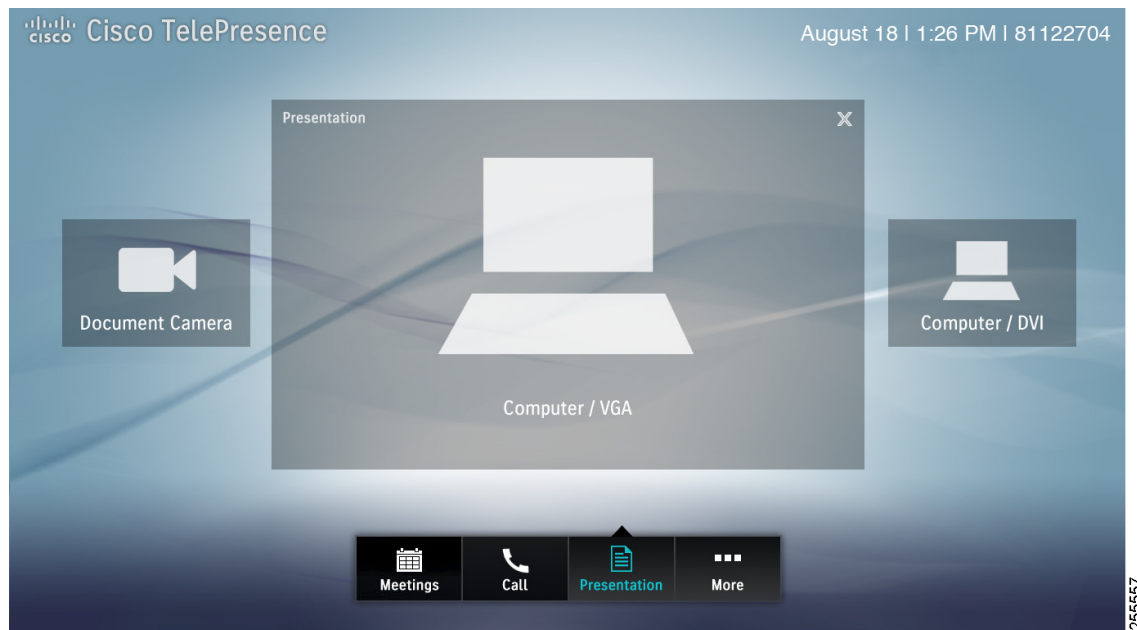 cisco Cisco TelePresence
August 18 | 1:26 PM | 81122704
Presentation
X
Document Camera
Computer / VGA
Computer / DVI
Meetings
Call
Presentation
More
255557